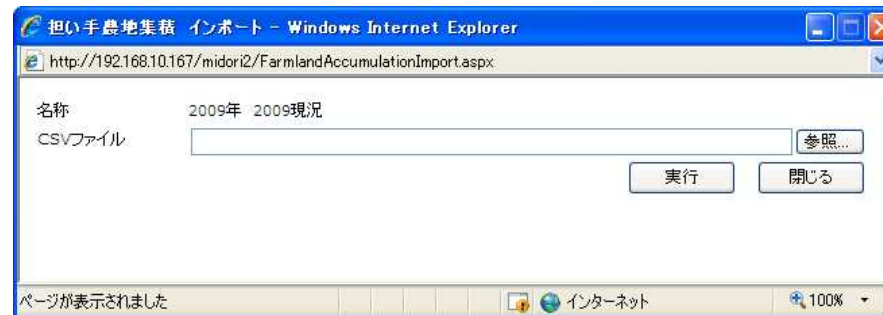 担い手農地集積 インポート - Windows Internet Explorer
http://192.168.10.167/midori2/FarmlandAccumulationImport.aspx
名称 2009年 2009現況
CSVファイル 参照...
実行 閉じる
ページが表示されました インターネット 100%